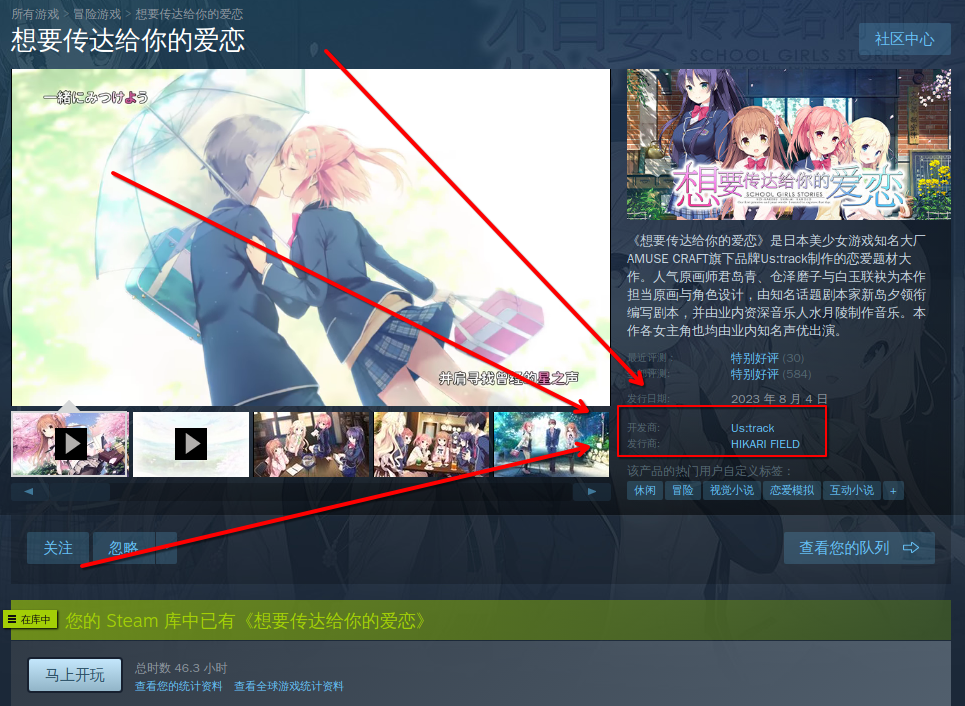 所有游戏 > 冒险游戏 > 想要传达给你的爱恋
想要传达给你的爱恋
社区中心
一緒にみつけよう
并肩寻找曾经的星之声
想要传达给你的爱恋
SCHOOL GIRLS STORIES
《想要传达给你的爱恋》是日本美少女游戏知名大厂
AMUSE CRAFT旗下品牌Us:track制作的恋爱题材大
作。人气原画师君岛青、仓泽磨子与白玉联袂为本作
担当原画与角色设计，由知名话题剧本家新岛夕领衔
编写剧本，并由业内资深音乐人水月陵制作音乐。本
作各女主角也均由业内知名声优出演。
最近评测： 特别好评 (30)
评测： 特别好评 (584)
发行日期： 2023 年 8 月 4 日
开发商： Us:track
发行商： HIKARI FIELD
该产品的热门用户自定义标签：
休闲 冒险 视觉小说 恋爱模拟 互动小说 +
关注 忽略
查看您的队列
在库中
您的 Steam 库中已有《想要传达给你的爱恋》
马上开玩
总时数 46.3 小时
查看您的统计资料 查看全球游戏统计资料